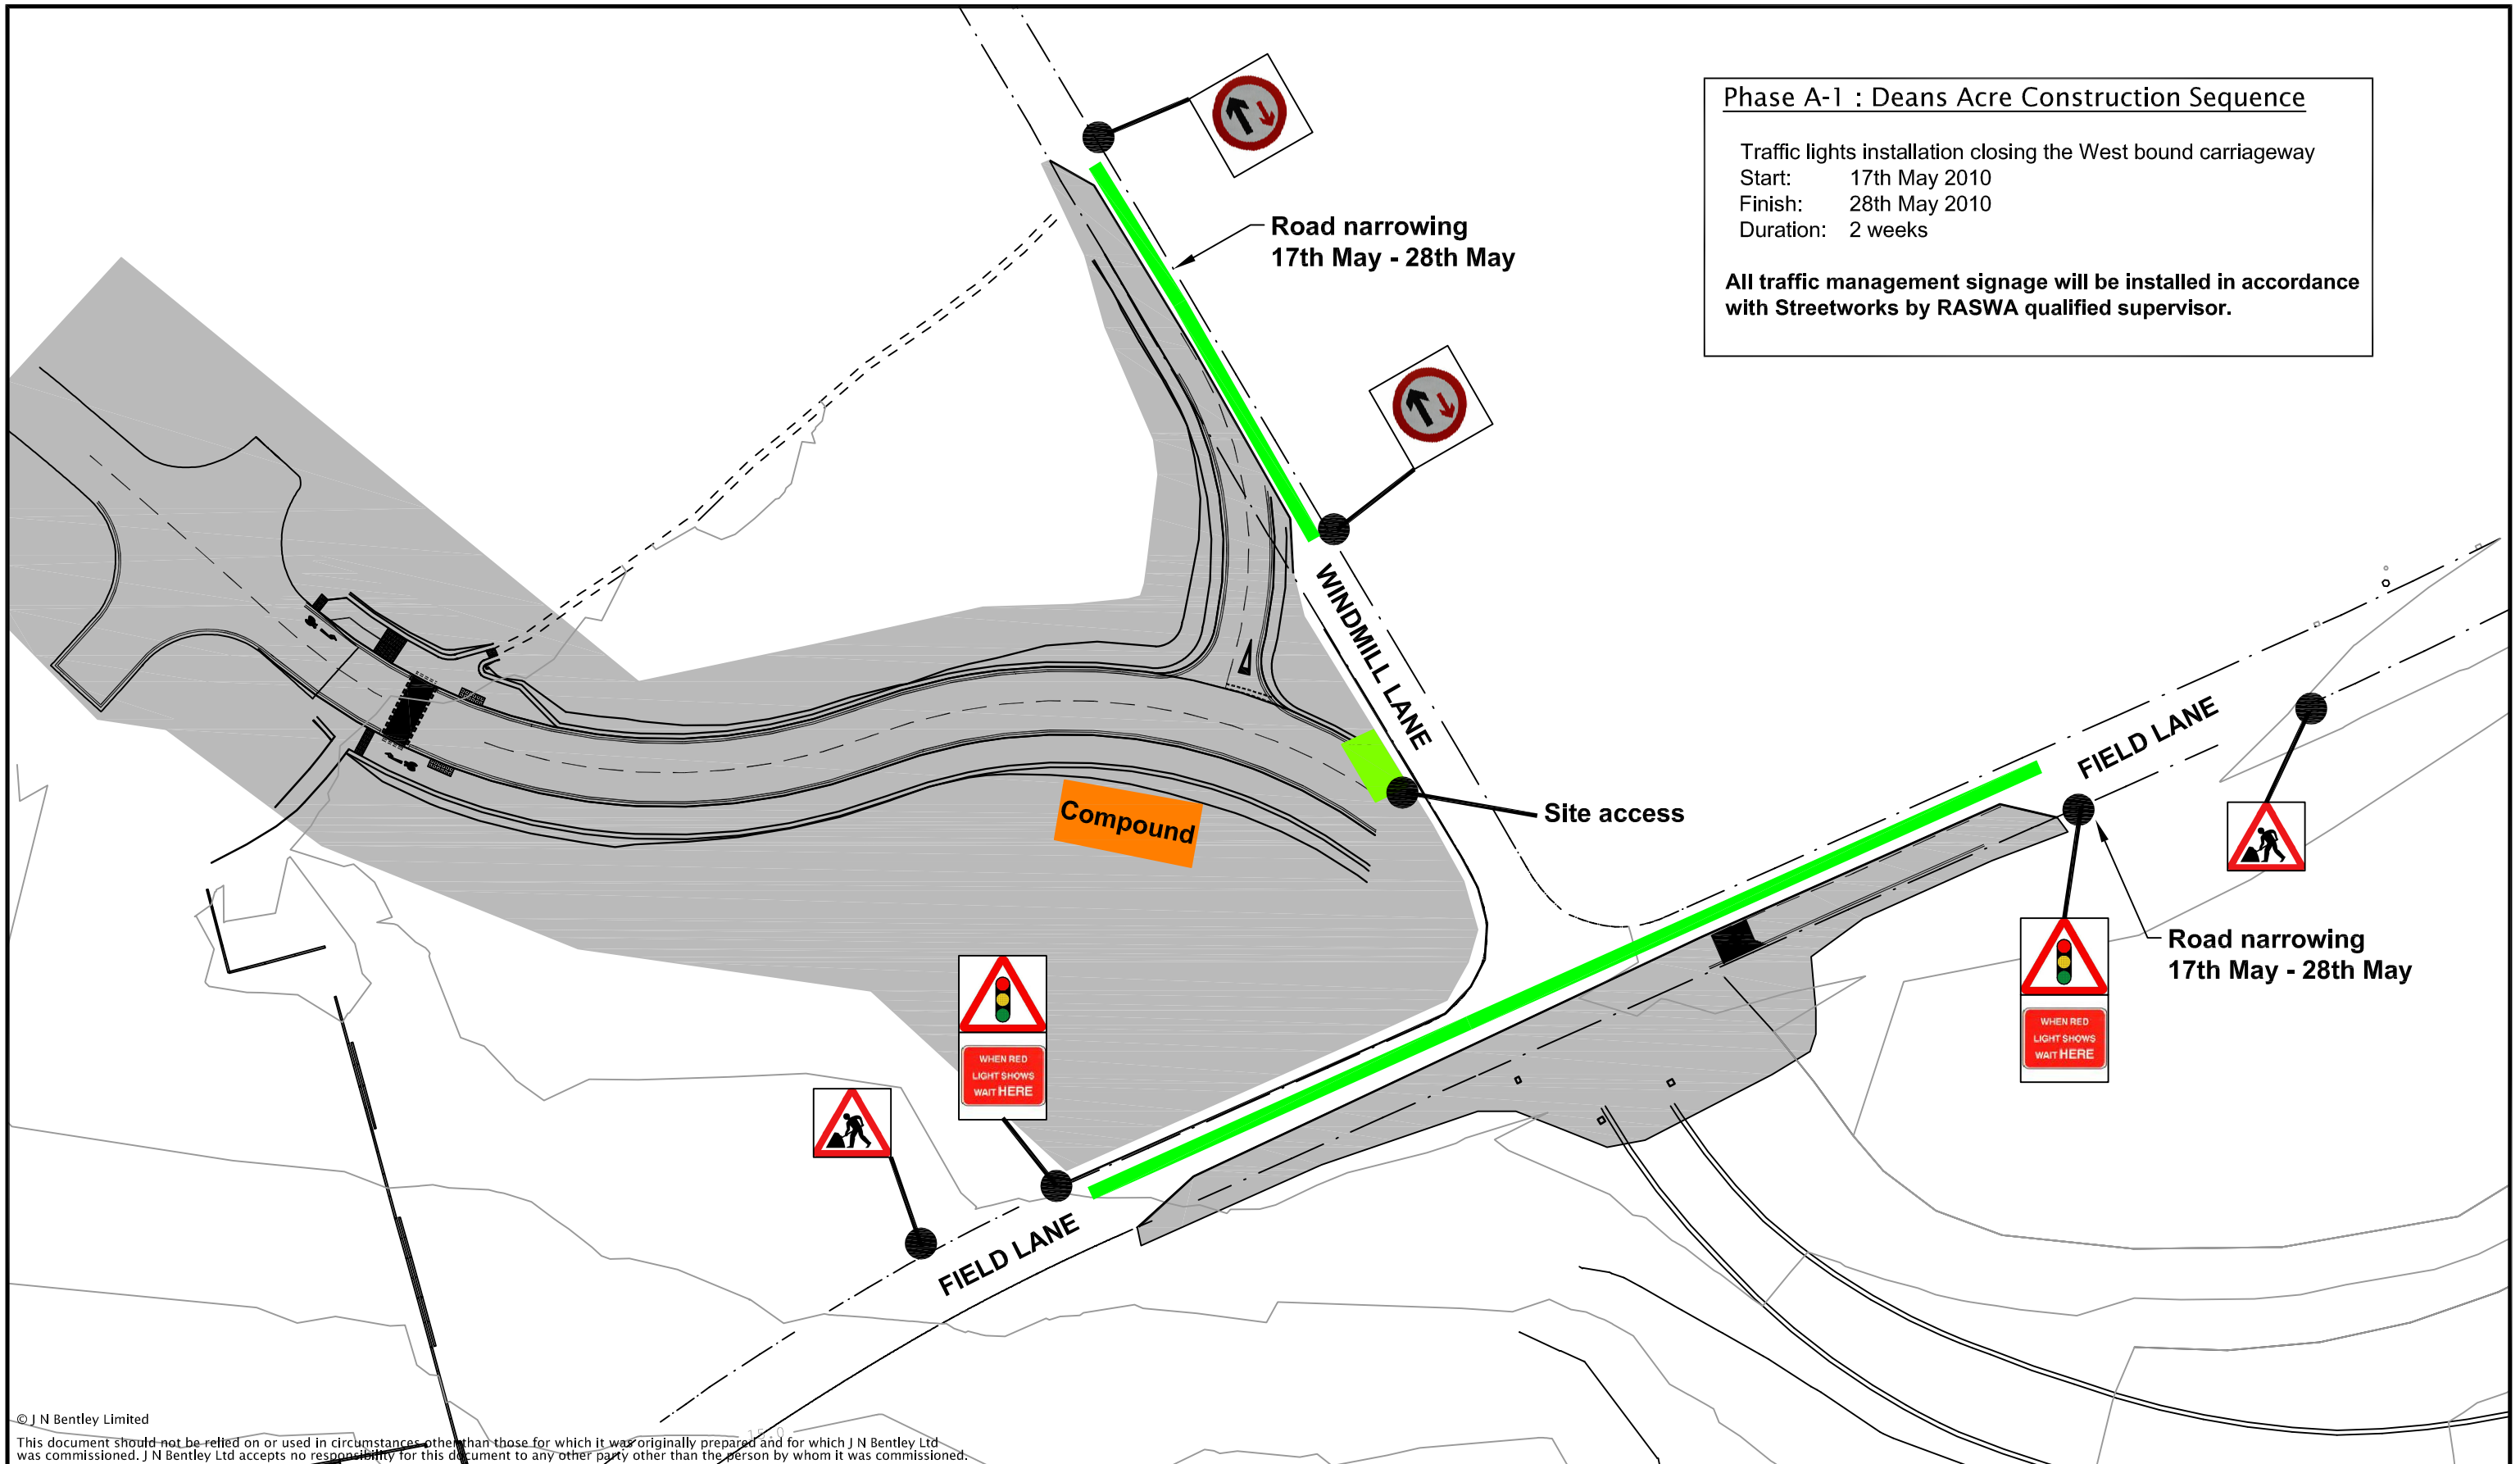 Phase A-1 : Deans Acre Construction Sequence
Traffic lights installation closing the West bound carriageway
Start: 17th May 2010
Finish: 28th May 2010
Duration: 2 weeks
All traffic management signage will be installed in accordance
with Streetworks by RASWA qualified supervisor.
Road narrowing
17th May - 28th May
WINDMILL LANE
FIELD LANE
Site access
Compound
Road narrowing
17th May - 28th May
WHEN RED
LIGHT SHOWS
WAIT HERE
WHEN RED
LIGHT SHOWS
WAIT HERE
FIELD LANE
© J N Bentley Limited
This document should not be relied on or used in circumstances other than those for which it was originally prepared and for which J N Bentley Ltd
was commissioned. J N Bentley Ltd accepts no responsibility for this document to any other party other than the person by whom it was commissioned.